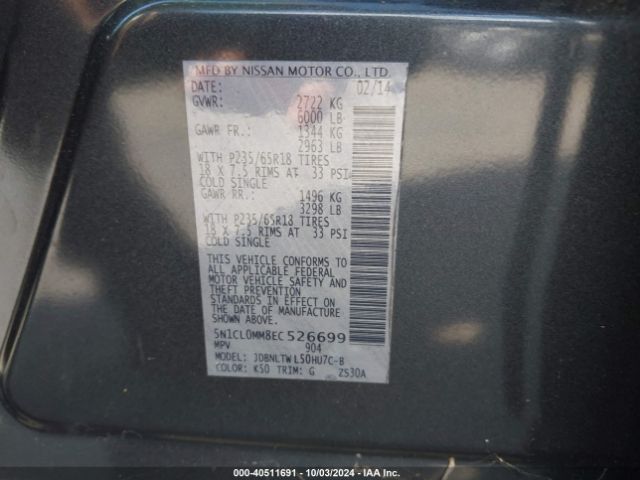 MFD BY NISSAN MOTOR CO., LTD.
DATE: 02/14
GVWR: 2722 KG
6000 LB
GAWR FR.: 1344 KG
2963 LB
WITH P235/65R18 TIRES
18 X 7.5 RIMS AT 33 PSI
COLD SINGLE
GAWR RR.: 1496 KG
3298 LB
WITH P235/65R18 TIRES
18 X 7.5 RIMS AT 33 PSI
COLD SINGLE
THIS VEHICLE CONFORMS TO
ALL APPLICABLE FEDERAL
MOTOR VEHICLE SAFETY AND
THEFT PREVENTION
STANDARDS IN EFFECT ON
THE DATE OF MANUFACTURE
SHOWN ABOVE.
5N1CL0MM8EC526699
MPV 904
MODEL: JDBNLTWL50HU7C-B
COLOR: K50 TRIM: G ZS30A
000-40511691 - 10/03/2024 - IAA Inc.